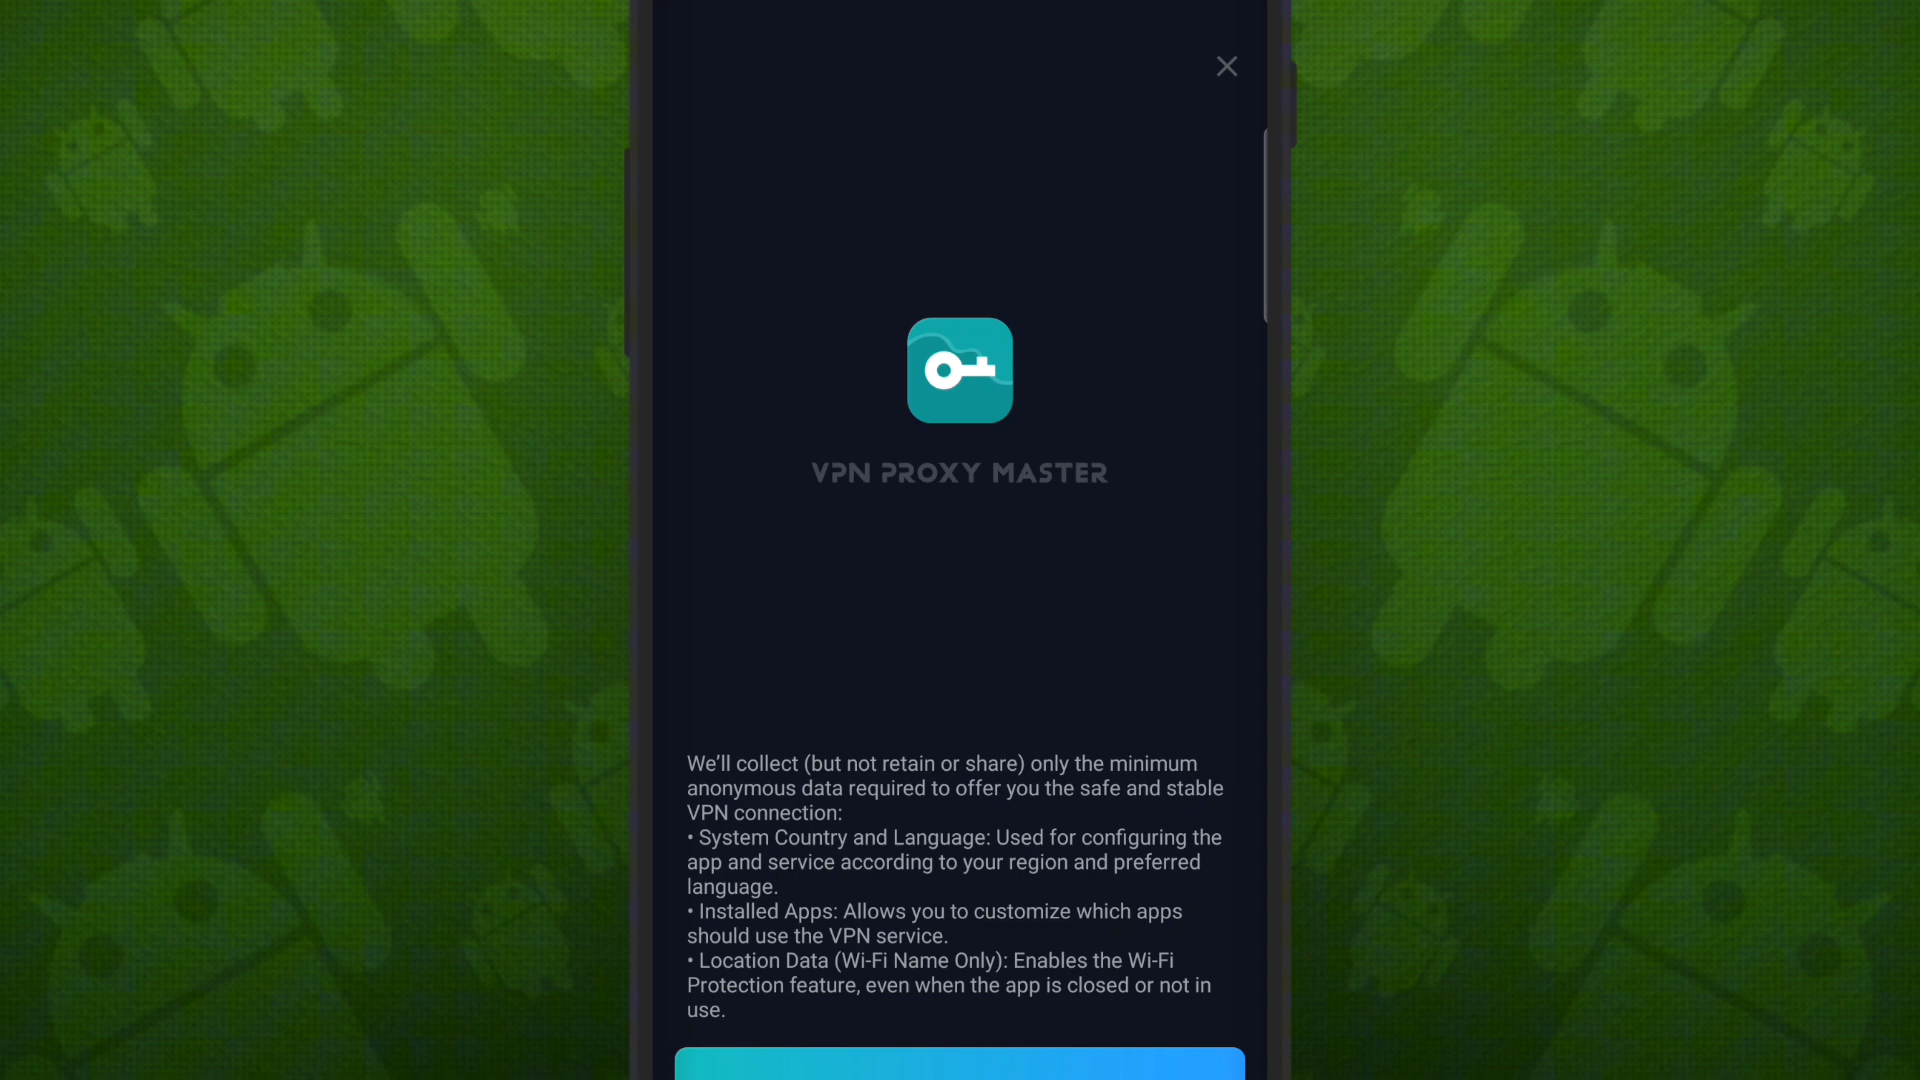 VPN PROXY MASTER
We’ll collect (but not retain or share) only the minimum
anonymous data required to offer you the safe and stable
VPN connection:
• System Country and Language: Used for configuring the
app and service according to your region and preferred
language.
• Installed Apps: Allows you to customize which apps
should use the VPN service.
• Location Data (Wi-Fi Name Only): Enables the Wi-Fi
Protection feature, even when the app is closed or not in
use.